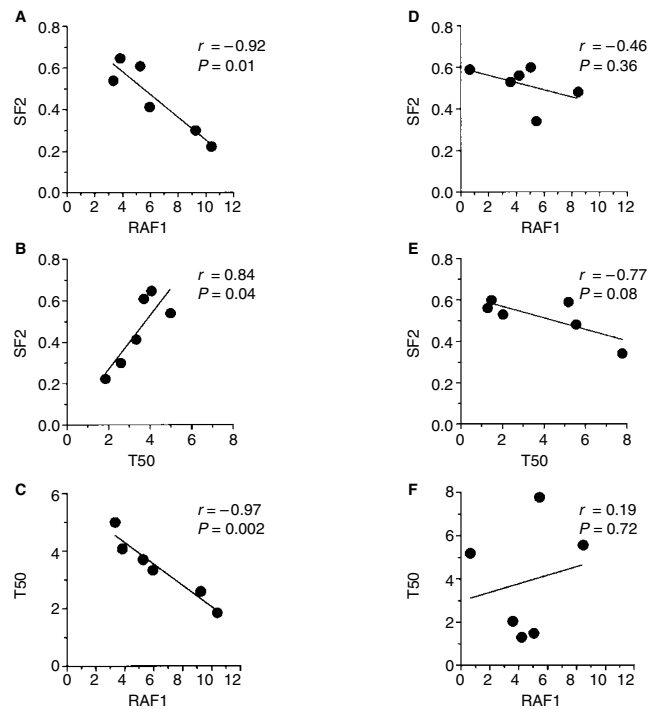 A
r = −0.92
P = 0.01
SF2
0.8
0.6
0.4
0.2
0.0
0 2 4 6 8 10 12
RAF1
D
r = −0.46
P = 0.36
SF2
0.8
0.6
0.4
0.2
0.0
0 2 4 6 8 10 12
RAF1
B
r = 0.84
P = 0.04
SF2
0.8
0.6
0.4
0.2
0.0
0 2 4 6 8
T50
E
r = −0.77
P = 0.08
SF2
0.8
0.6
0.4
0.2
0.0
0 2 4 6 8
T50
C
r = −0.97
P = 0.002
T50
6
4
2
0
0 2 4 6 8 10 12
RAF1
F
r = 0.19
P = 0.72
T50
8
6
4
2
0
0 2 4 6 8 10 12
RAF1